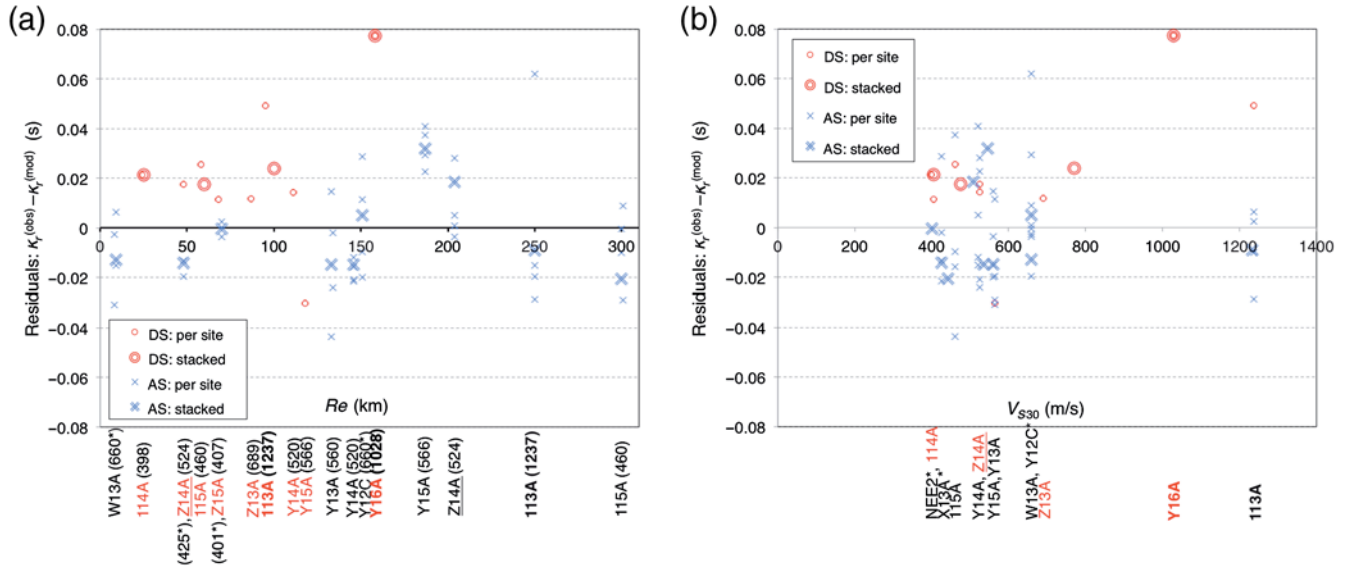 (a)
Residuals: κr(obs)−κr(mod) (s)
0.08
0.06
0.04
0.02
0
−0.02
−0.04
−0.06
−0.08
0 50 100 150 200 250 300
DS: per site
DS: stacked
AS: per site
AS: stacked
Re (km)
W13A (660*)
114A (398)
(425*), Z14A (524)
115A (460)
(401*), Z15A (407)
Z13A (689)
113A (1237)
Y14A (520)
Y15A (566)
Y13A (560)
Y14A (520)
Y12C (660*)
Y16A (1028)
Y15A (566)
Z14A (524)
113A (1237)
115A (460)
(b)
Residuals: κr(obs)−κr(mod) (s)
0.08
0.06
0.04
0.02
0
−0.02
−0.04
−0.06
−0.08
0 200 400 600 800 1000 1200 1400
DS: per site
DS: stacked
AS: per site
AS: stacked
VS30 (m/s)
NEE2*, 114A
X13A*
115A
Y14A, Z14A
Y15A, Y13A
W13A, Y12C*
Z13A
Y16A
113A